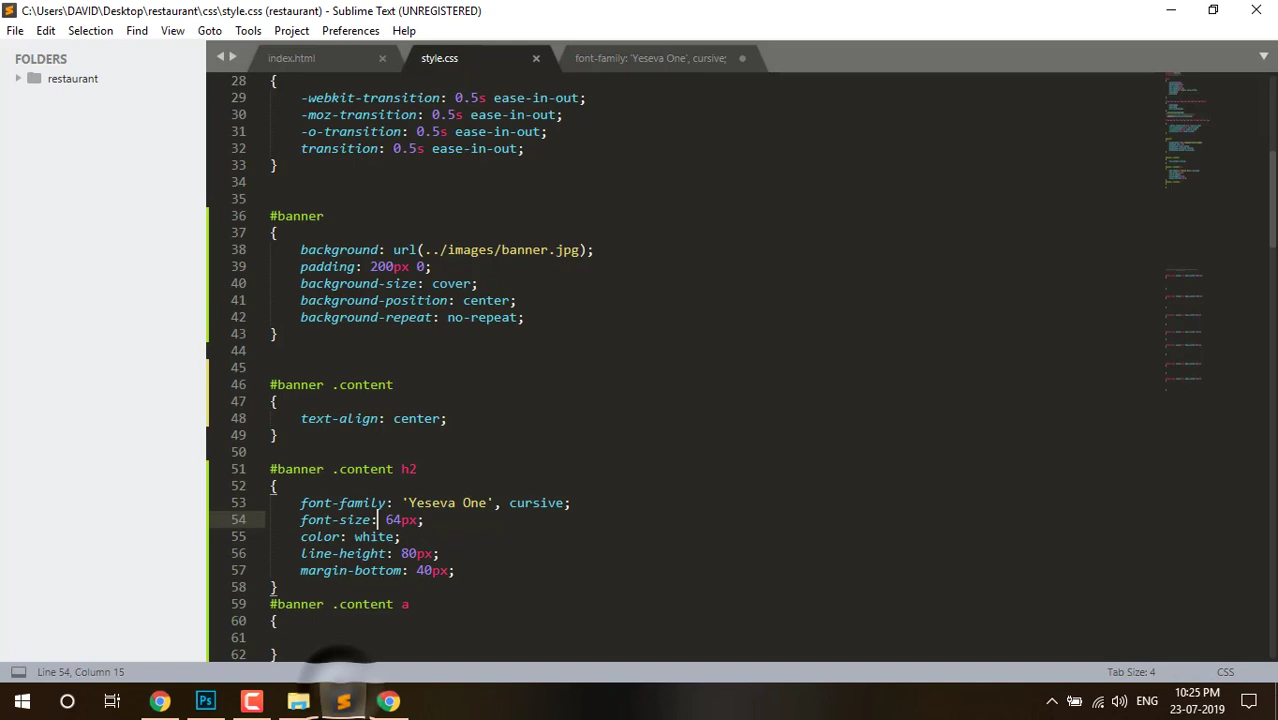 C:\Users\DAVID\Desktop\restaurant\css\style.css (restaurant) - Sublime Text (UNREGISTERED)
File Edit Selection Find View Goto Tools Project Preferences Help
FOLDERS
restaurant
index.html
style.css
font-family: 'Yeseva One', cursive;
28 {
29 -webkit-transition: 0.5s ease-in-out;
30 -moz-transition: 0.5s ease-in-out;
31 -o-transition: 0.5s ease-in-out;
32 transition: 0.5s ease-in-out;
33 }
34
35
36 #banner
37 {
38 background: url(../images/banner.jpg);
39 padding: 200px 0;
40 background-size: cover;
41 background-position: center;
42 background-repeat: no-repeat;
43 }
44
45
46 #banner .content
47 {
48 text-align: center;
49 }
50
51 #banner .content h2
52 {
53 font-family: 'Yeseva One', cursive;
54 font-size: 64px;
55 color: white;
56 line-height: 80px;
57 margin-bottom: 40px;
58 }
59 #banner .content a
60 {
61
62 }
Line 54, Column 15
Tab Size: 4
CSS
Ps
ENG
10:25 PM
23-07-2019